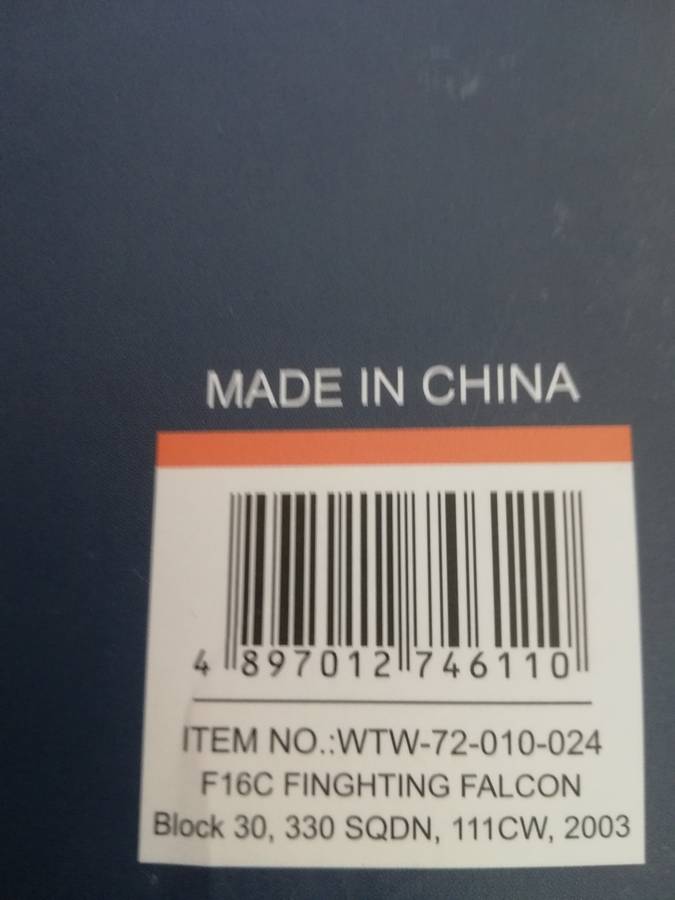 MADE IN CHINA
4 897012 746110
ITEM NO.:WTW-72-010-024
F16C FINGHTING FALCON
Block 30, 330 SQDN, 111CW, 2003